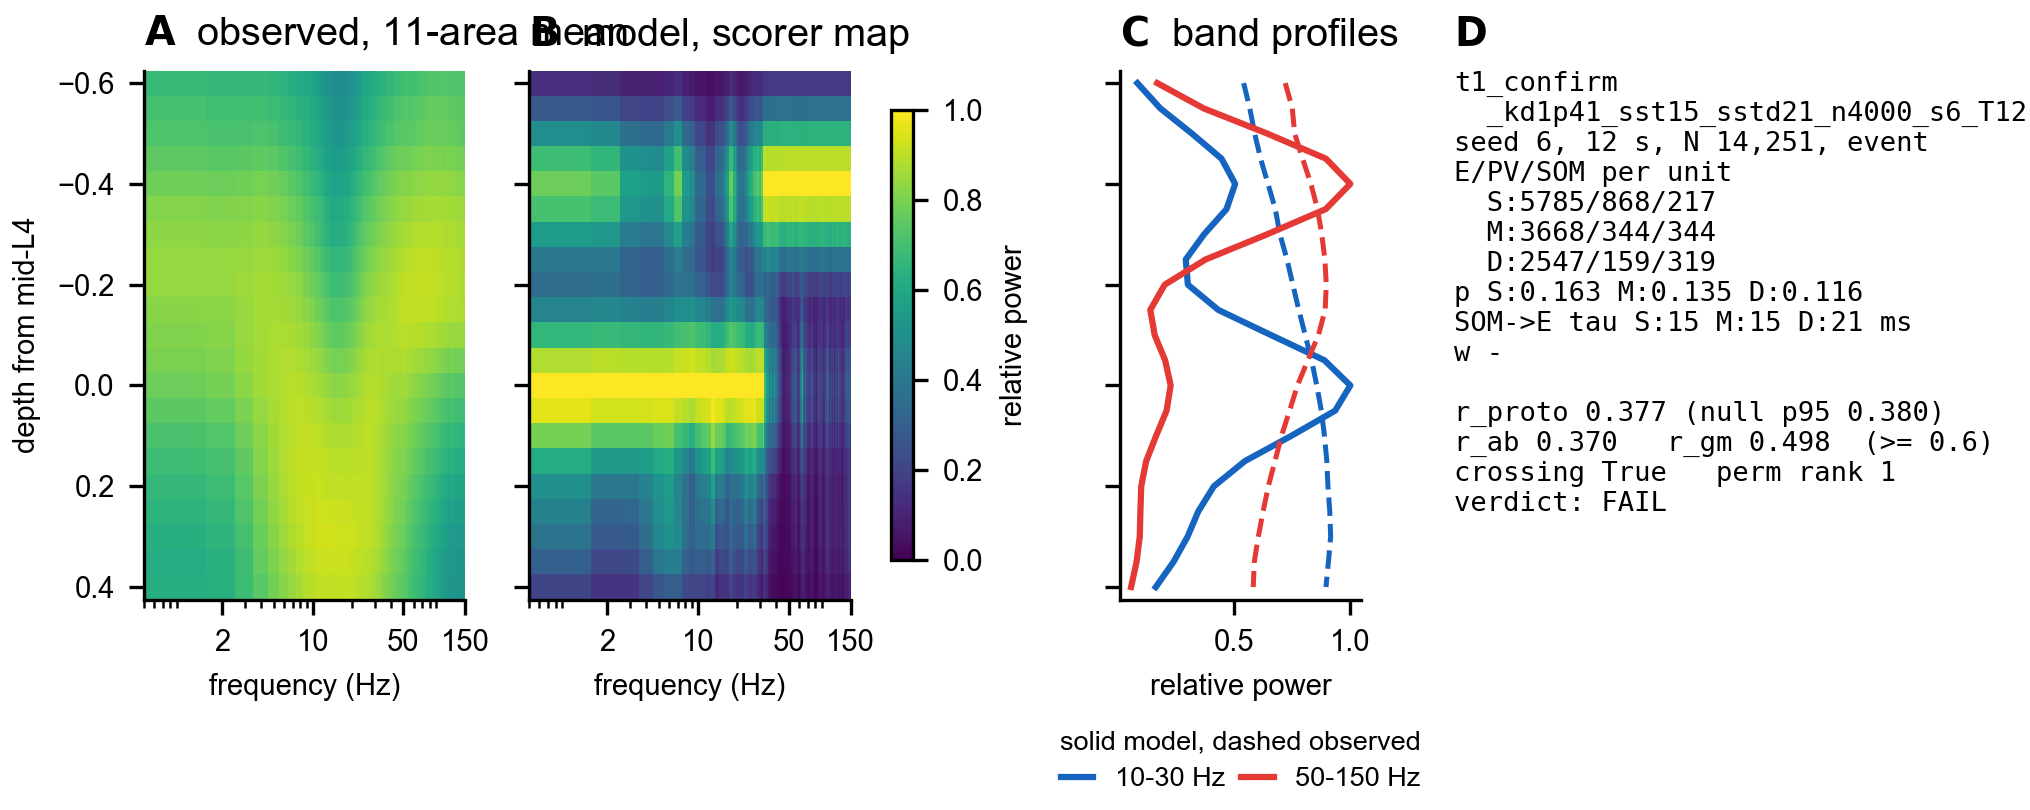 A observed, 11-area mean
B model, scorer map
C band profiles
D
−0.6
−0.4
−0.2
0.0
0.2
0.4
depth from mid-L4
2 10 50 150
frequency (Hz)
2 10 50 150
frequency (Hz)
1.0
0.8
0.6
0.4
0.2
0.0
relative power
0.5 1.0
relative power
solid model, dashed observed
10-30 Hz 50-150 Hz
t1_confirm
_kd1p41_sst15_sstd21_n4000_s6_T12
seed 6, 12 s, N 14,251, event
E/PV/SOM per unit
S:5785/868/217
M:3668/344/344
D:2547/159/319
p S:0.163 M:0.135 D:0.116
SOM->E tau S:15 M:15 D:21 ms
w -
r_proto 0.377 (null p95 0.380)
r_ab 0.370 r_gm 0.498 (>= 0.6)
crossing True perm rank 1
verdict: FAIL